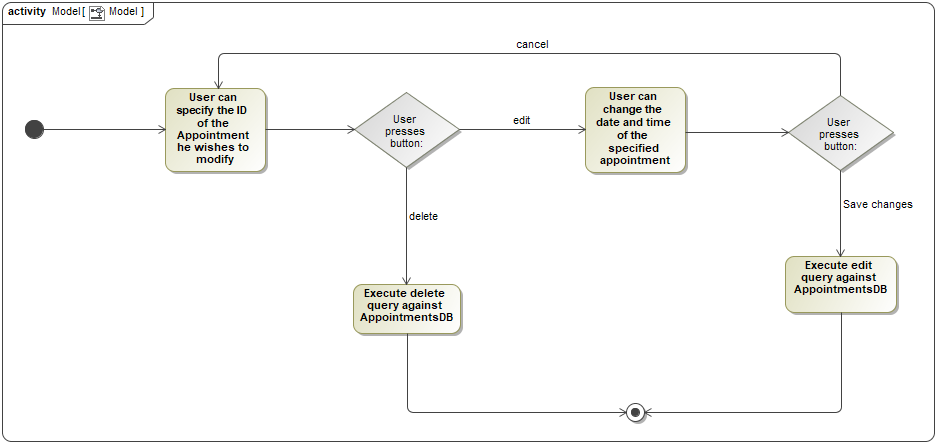 activity Model[ Model ]
cancel
User can
specify the ID
of the
Appointment
he wishes to
modify
User
presses
button:
edit
User can
change the
date and time
of the
specified
appointment
User
presses
button:
delete
Save changes
Execute delete
query against
AppointmentsDB
Execute edit
query against
AppointmentsDB